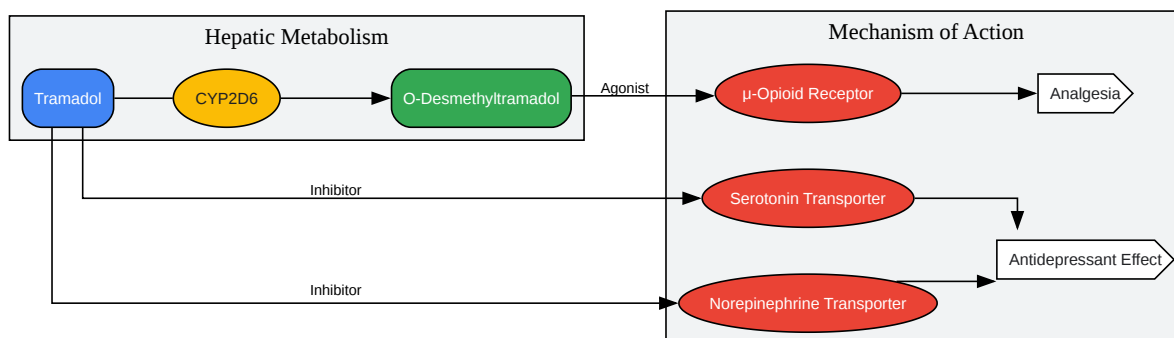 Hepatic Metabolism
Mechanism of Action
Tramadol
CYP2D6
O-Desmethyltramadol
Agonist
μ-Opioid Receptor
Analgesia
Inhibitor
Serotonin Transporter
Antidepressant Effect
Inhibitor
Norepinephrine Transporter